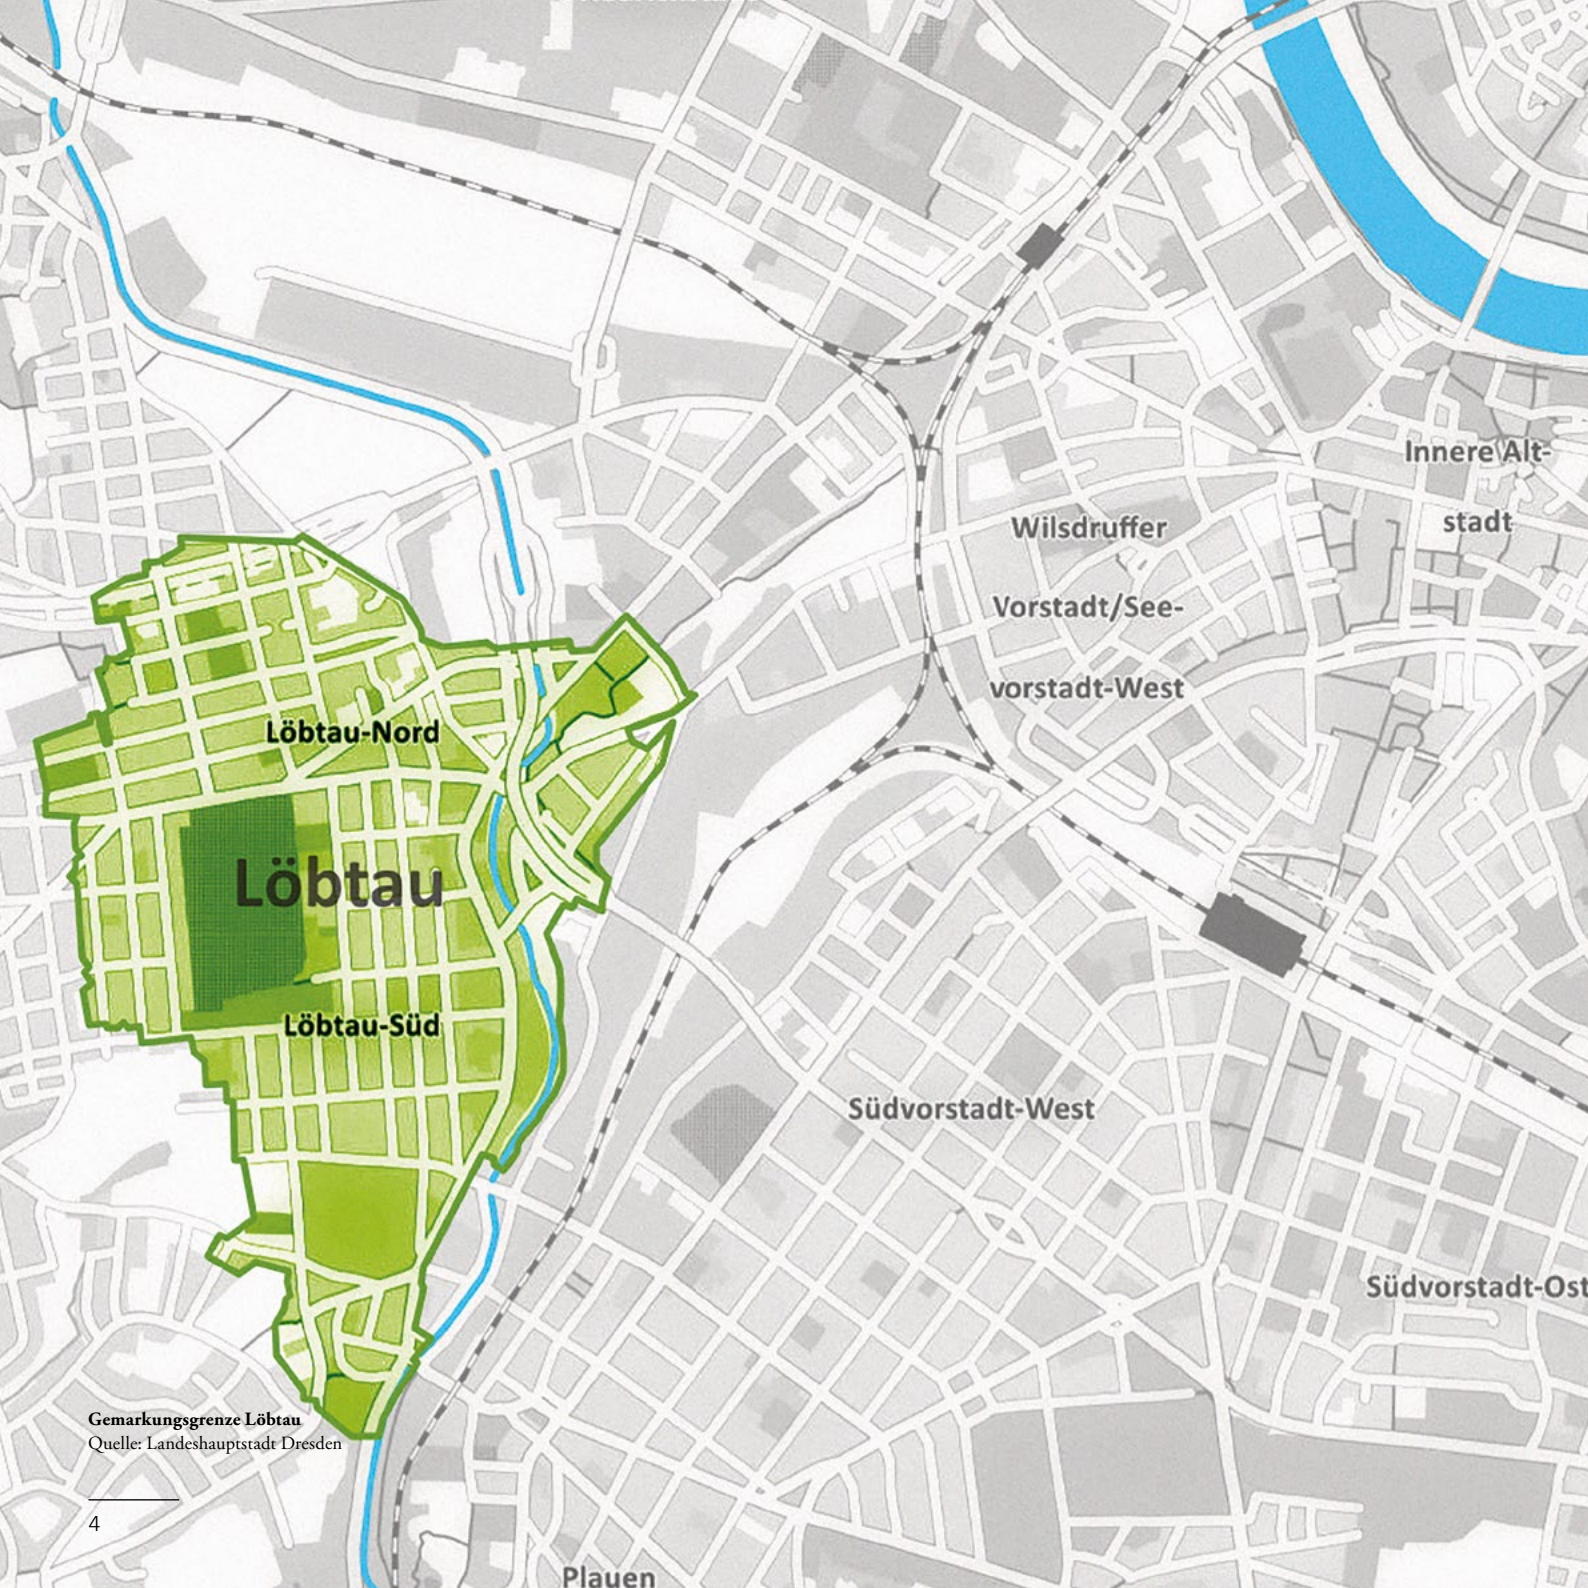 Innere Alt-
stadt
Wilsdruffer
Vorstadt/See-
vorstadt-West
Löbtau-Nord
Löbtau
Löbtau-Süd
Südvorstadt-West
Südvorstadt-Ost
Gemarkungsgrenze Löbtau
Quelle: Landeshauptstadt Dresden
4
Plauen